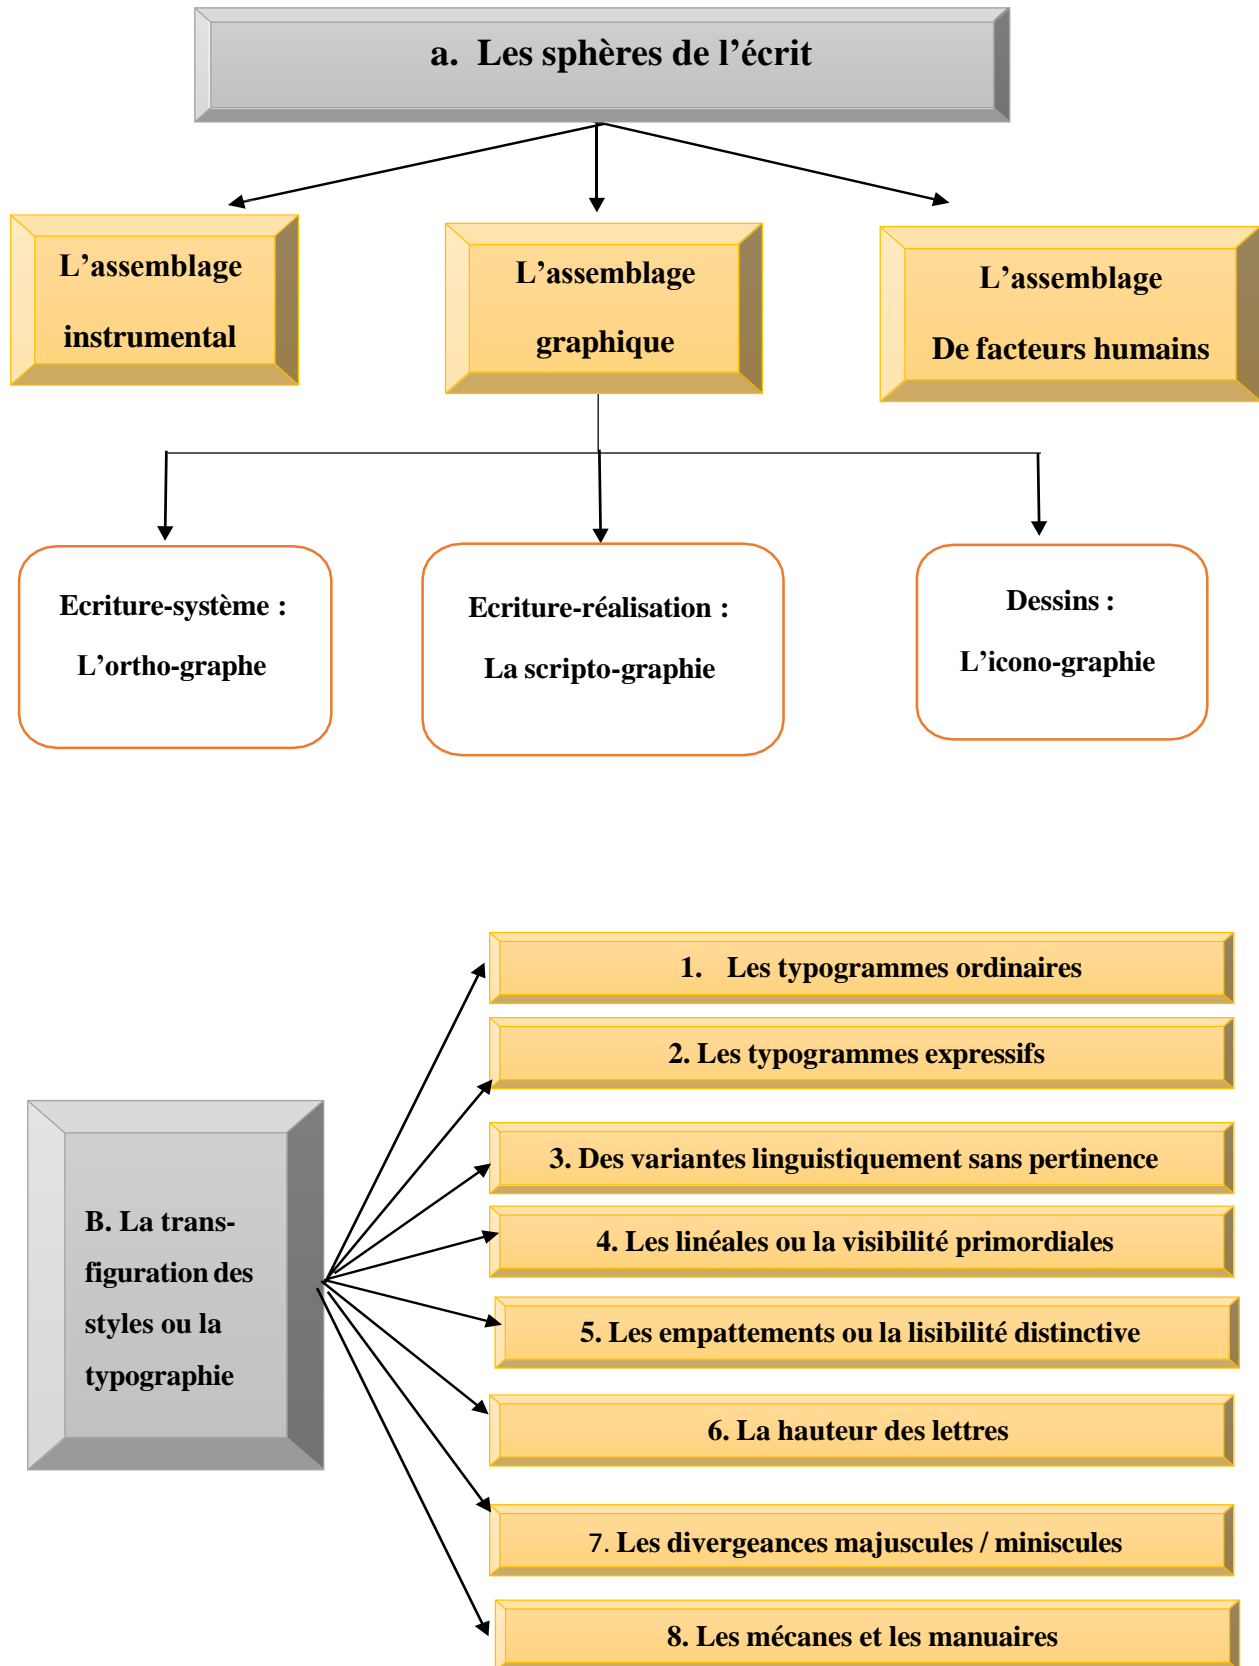 a. Les sphères de l’écrit
L’assemblage
instrumental
L’assemblage
graphique
L’assemblage
De facteurs humains
Ecriture-système :
L’ortho-graphe
Ecriture-réalisation :
La scripto-graphie
Dessins :
L’icono-graphie
B. La trans-
figuration des
styles ou la
typographie
1. Les typogrammes ordinaires
2. Les typogrammes expressifs
3. Des variantes linguistiquement sans pertinence
4. Les linéales ou la visibilité primordiales
5. Les empattements ou la lisibilité distinctive
6. La hauteur des lettres
7. Les divergeances majuscules / miniscules
8. Les mécanes et les manuaires